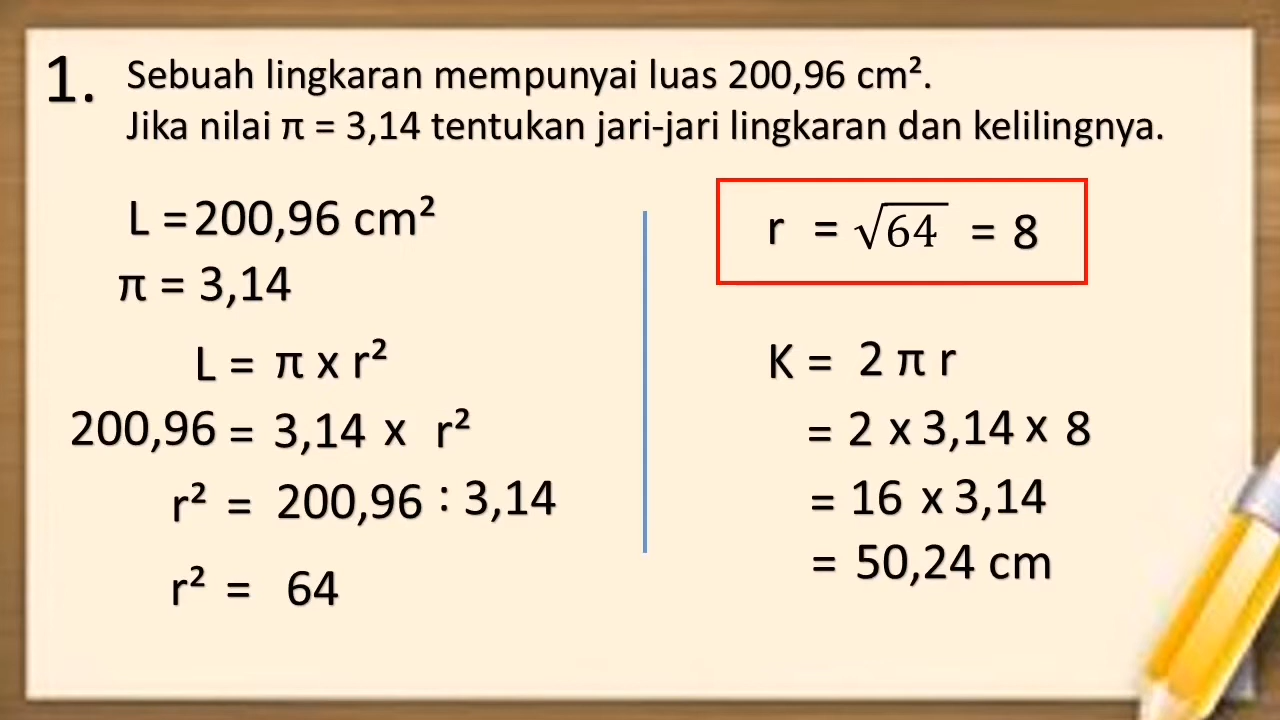 1. Sebuah lingkaran mempunyai luas 200,96 cm².
Jika nilai π = 3,14 tentukan jari-jari lingkaran dan kelilingnya.
L = 200,96 cm²
π = 3,14
L = π x r²
200,96 = 3,14 x r²
r² = 200,96 : 3,14
r² = 64
r = √64 = 8
K = 2 π r
= 2 x 3,14 x 8
= 16 x 3,14
= 50,24 cm